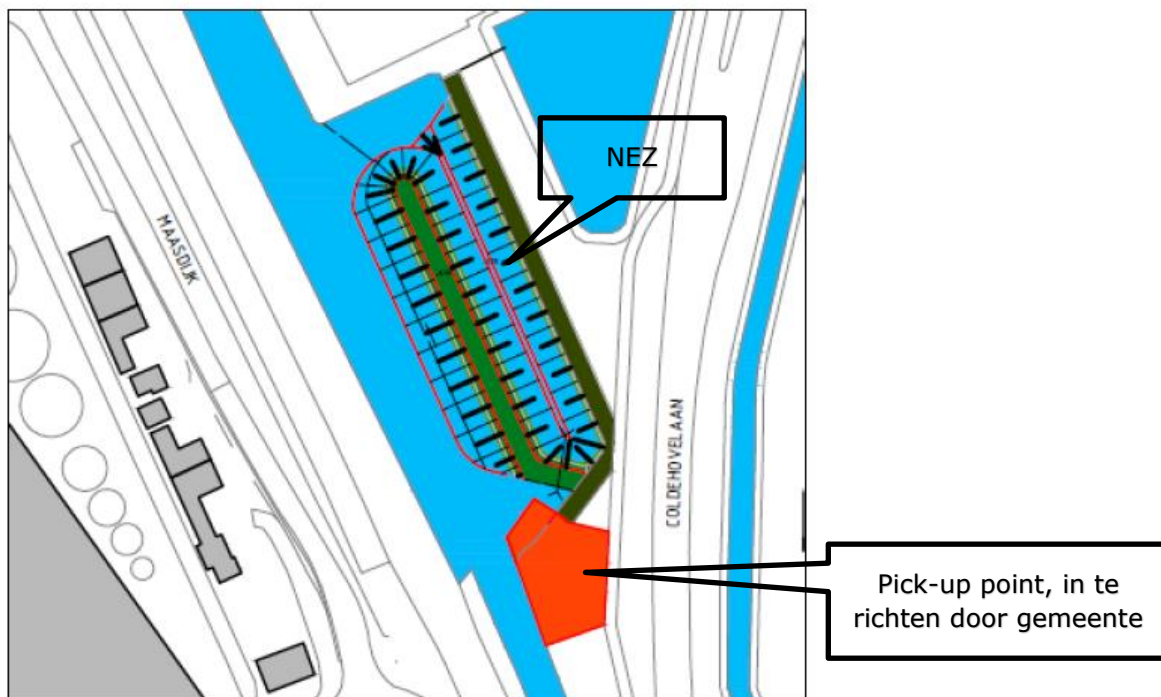 NEZ
MAASDIJK
COLDEHOVELAAN
Pick-up point, in te
richten door gemeente